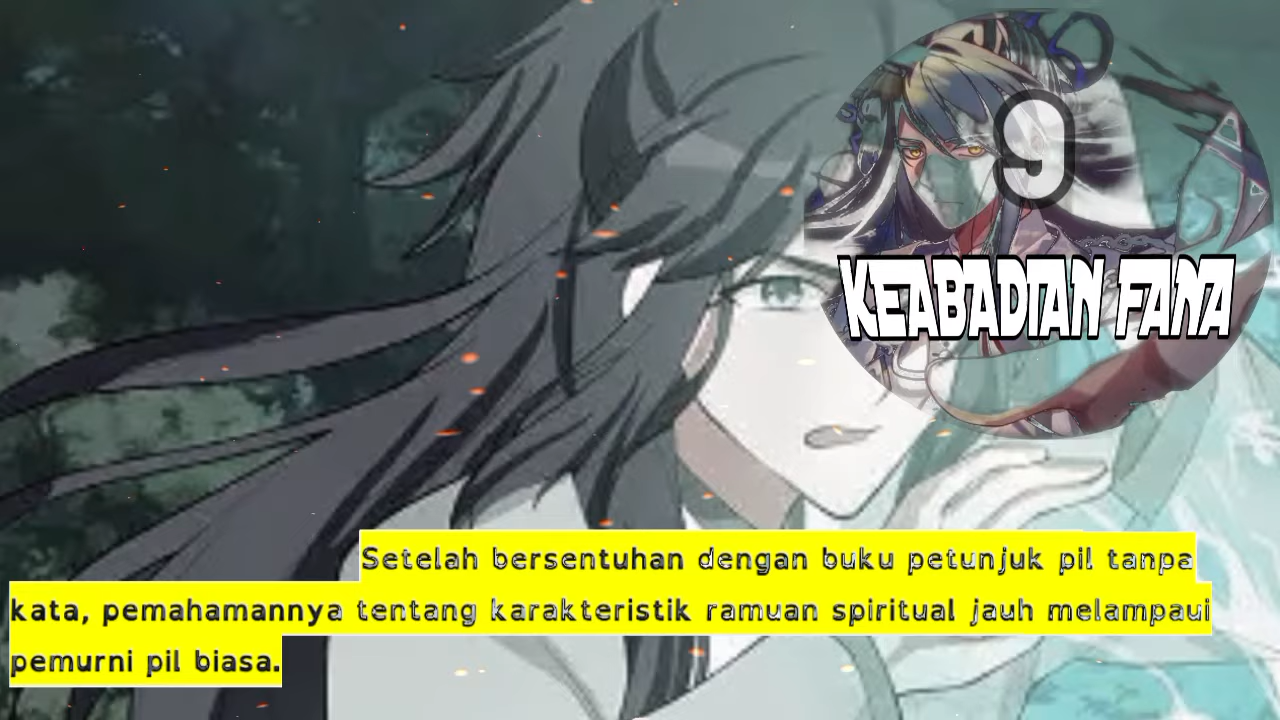 9
KEABADIAN FANA
Setelah bersentuhan dengan buku petunjuk pil tanpa
kata, pemahamannya tentang karakteristik ramuan spiritual jauh melampaui
pemurni pil biasa.